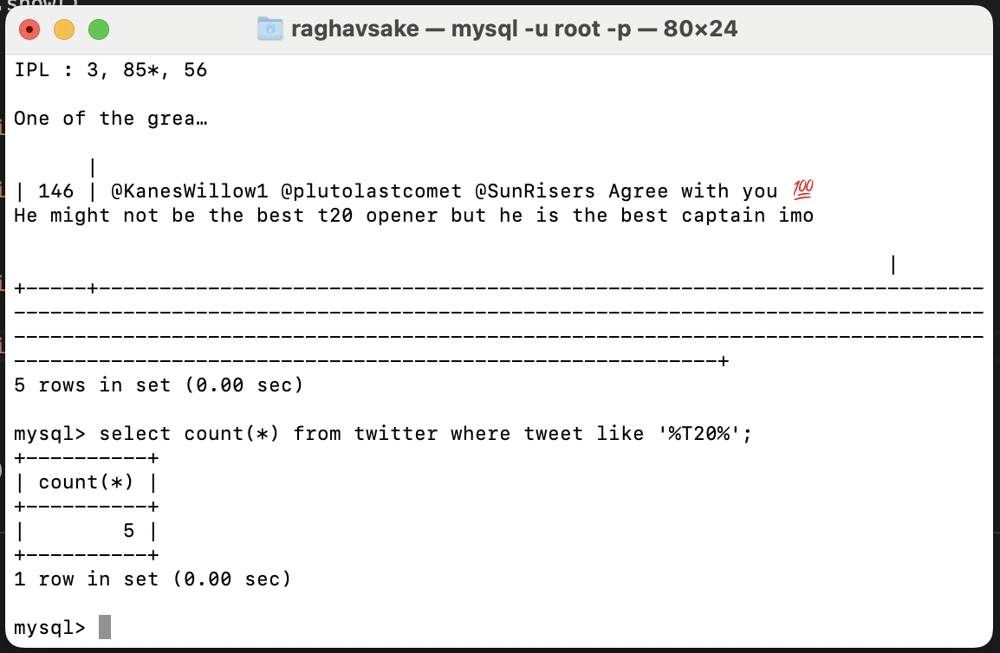 raghavsake — mysql -u root -p — 80×24
IPL : 3, 85*, 56
One of the grea…
|
| 146 | @KanesWillow1 @plutolastcomet @SunRisers Agree with you 💯
He might not be the best t20 opener but he is the best captain imo
|
+-----+-------------------------------------------------------------------------
--------------------------------------------------------------------------------
--------------------------------------------------------------------------------
----------------------------------------------------------+
5 rows in set (0.00 sec)
mysql> select count(*) from twitter where tweet like '%T20%';
+----------+
| count(*) |
+----------+
|        5 |
+----------+
1 row in set (0.00 sec)
mysql>